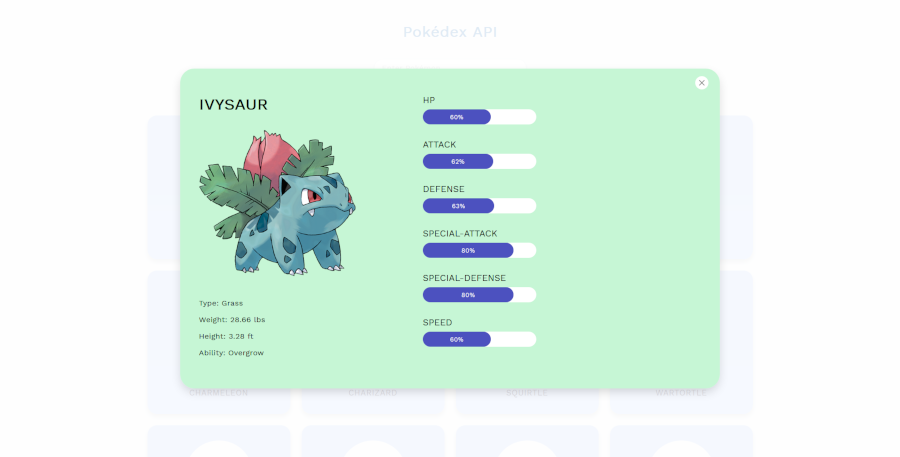 Pokédex API
IVYSAUR
Type: Grass
Weight: 28.66 lbs
Height: 3.28 ft
Ability: Overgrow
HP
60%
ATTACK
62%
DEFENSE
63%
SPECIAL-ATTACK
80%
SPECIAL-DEFENSE
80%
SPEED
60%
CHARMELEON
CHARIZARD
SQUIRTLE
WARTORTLE